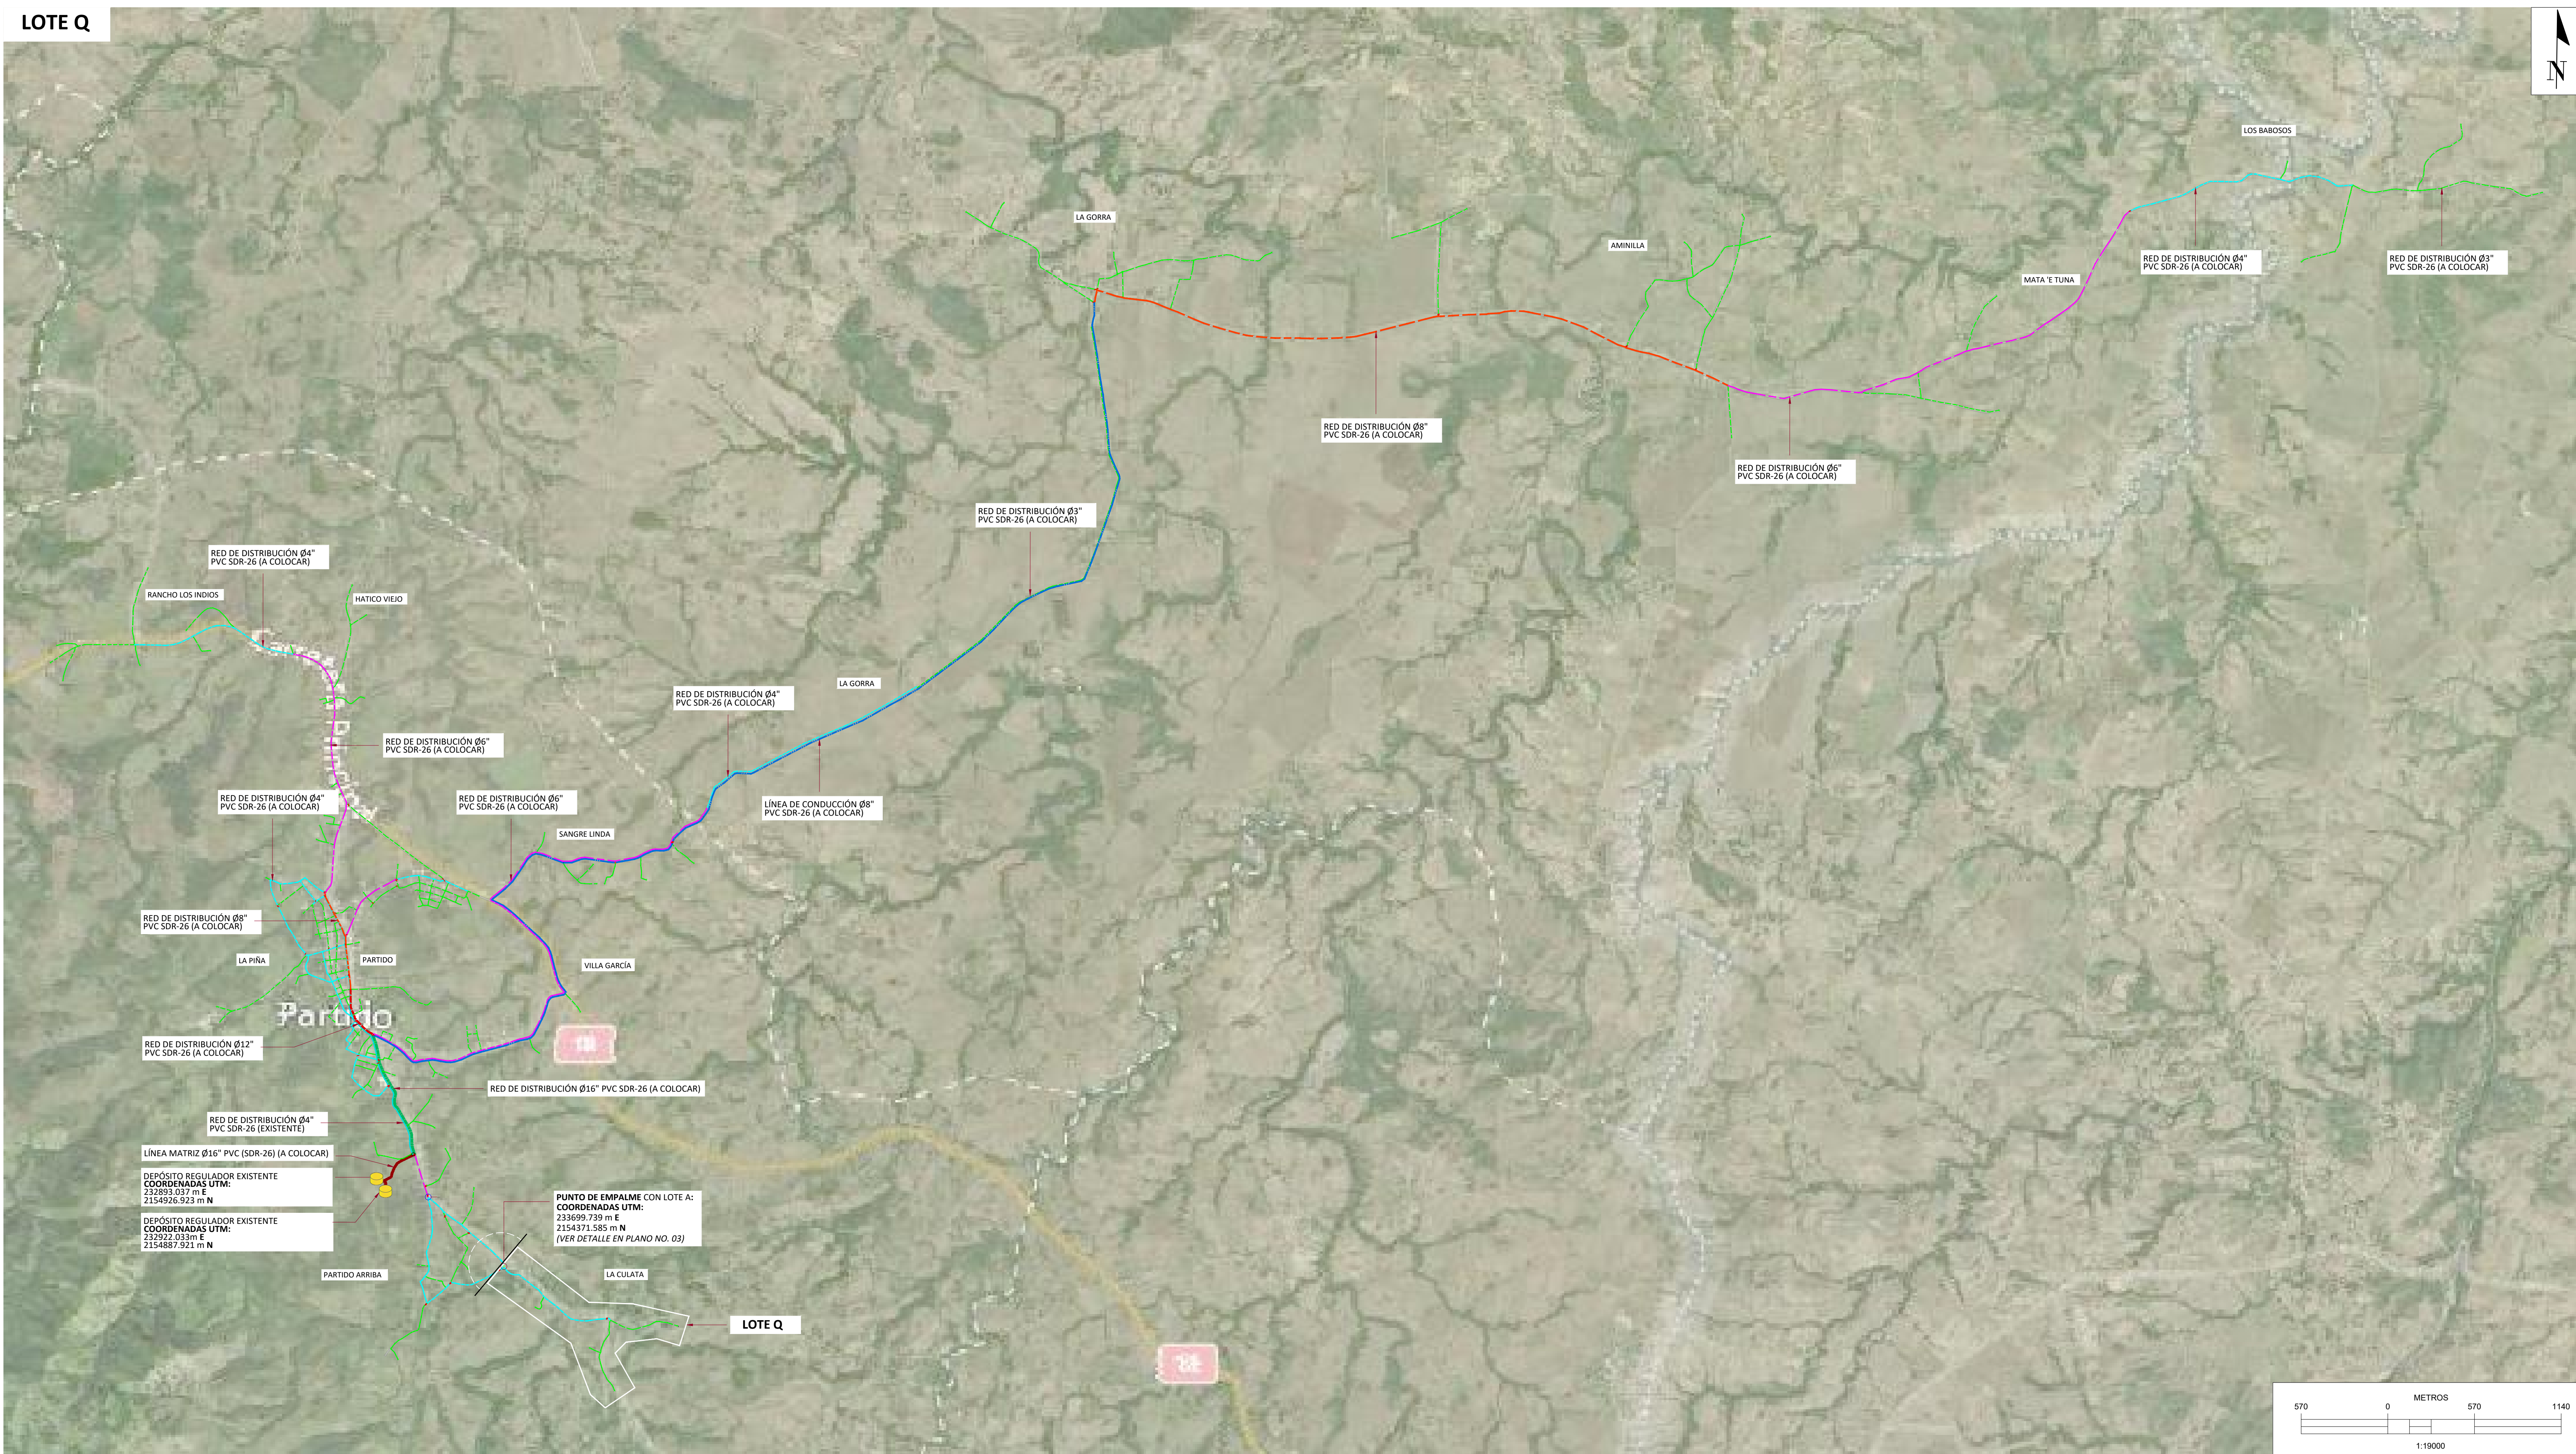 LOTE Q
N
LOS BABOSOS
LA GORRA
AMINILLA
RED DE DISTRIBUCIÓN Ø4"
PVC SDR-26 (A COLOCAR)
RED DE DISTRIBUCIÓN Ø3"
PVC SDR-26 (A COLOCAR)
MATA 'E TUNA
RED DE DISTRIBUCIÓN Ø8"
PVC SDR-26 (A COLOCAR)
RED DE DISTRIBUCIÓN Ø6"
PVC SDR-26 (A COLOCAR)
RED DE DISTRIBUCIÓN Ø3"
PVC SDR-26 (A COLOCAR)
RED DE DISTRIBUCIÓN Ø4"
PVC SDR-26 (A COLOCAR)
RANCHO LOS INDIOS
HATICO VIEJO
LA GORRA
RED DE DISTRIBUCIÓN Ø4"
PVC SDR-26 (A COLOCAR)
RED DE DISTRIBUCIÓN Ø6"
PVC SDR-26 (A COLOCAR)
RED DE DISTRIBUCIÓN Ø4"
PVC SDR-26 (A COLOCAR)
RED DE DISTRIBUCIÓN Ø6"
PVC SDR-26 (A COLOCAR)
LÍNEA DE CONDUCCIÓN Ø8"
PVC SDR-26 (A COLOCAR)
SANGRE LINDA
RED DE DISTRIBUCIÓN Ø8"
PVC SDR-26 (A COLOCAR)
LA PIÑA
PARTIDO
VILLA GARCÍA
Partido
RED DE DISTRIBUCIÓN Ø12"
PVC SDR-26 (A COLOCAR)
RED DE DISTRIBUCIÓN Ø16" PVC SDR-26 (A COLOCAR)
RED DE DISTRIBUCIÓN Ø4"
PVC SDR-26 (EXISTENTE)
LÍNEA MATRIZ Ø16" PVC (SDR-26) (A COLOCAR)
DEPÓSITO REGULADOR EXISTENTE
COORDENADAS UTM:
232893.037 m E
2154926.923 m N
DEPÓSITO REGULADOR EXISTENTE
COORDENADAS UTM:
232922.033m E
2154887.921 m N
PUNTO DE EMPALME CON LOTE A:
COORDENADAS UTM:
233699.739 m E
2154371.585 m N
(VER DETALLE EN PLANO NO. 03)
PARTIDO ARRIBA
LA CULATA
LOTE Q
METROS
570 0 570 1140
1:19000